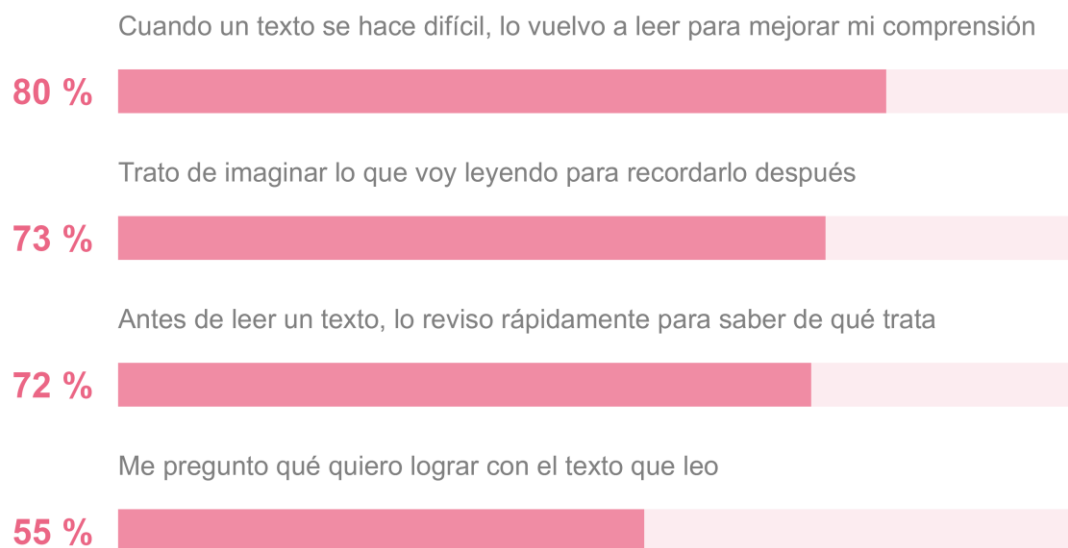 Cuando un texto se hace difícil, lo vuelvo a leer para mejorar mi comprensión
80 %
Trato de imaginar lo que voy leyendo para recordarlo después
73 %
Antes de leer un texto, lo reviso rápidamente para saber de qué trata
72 %
Me pregunto qué quiero lograr con el texto que leo
55 %